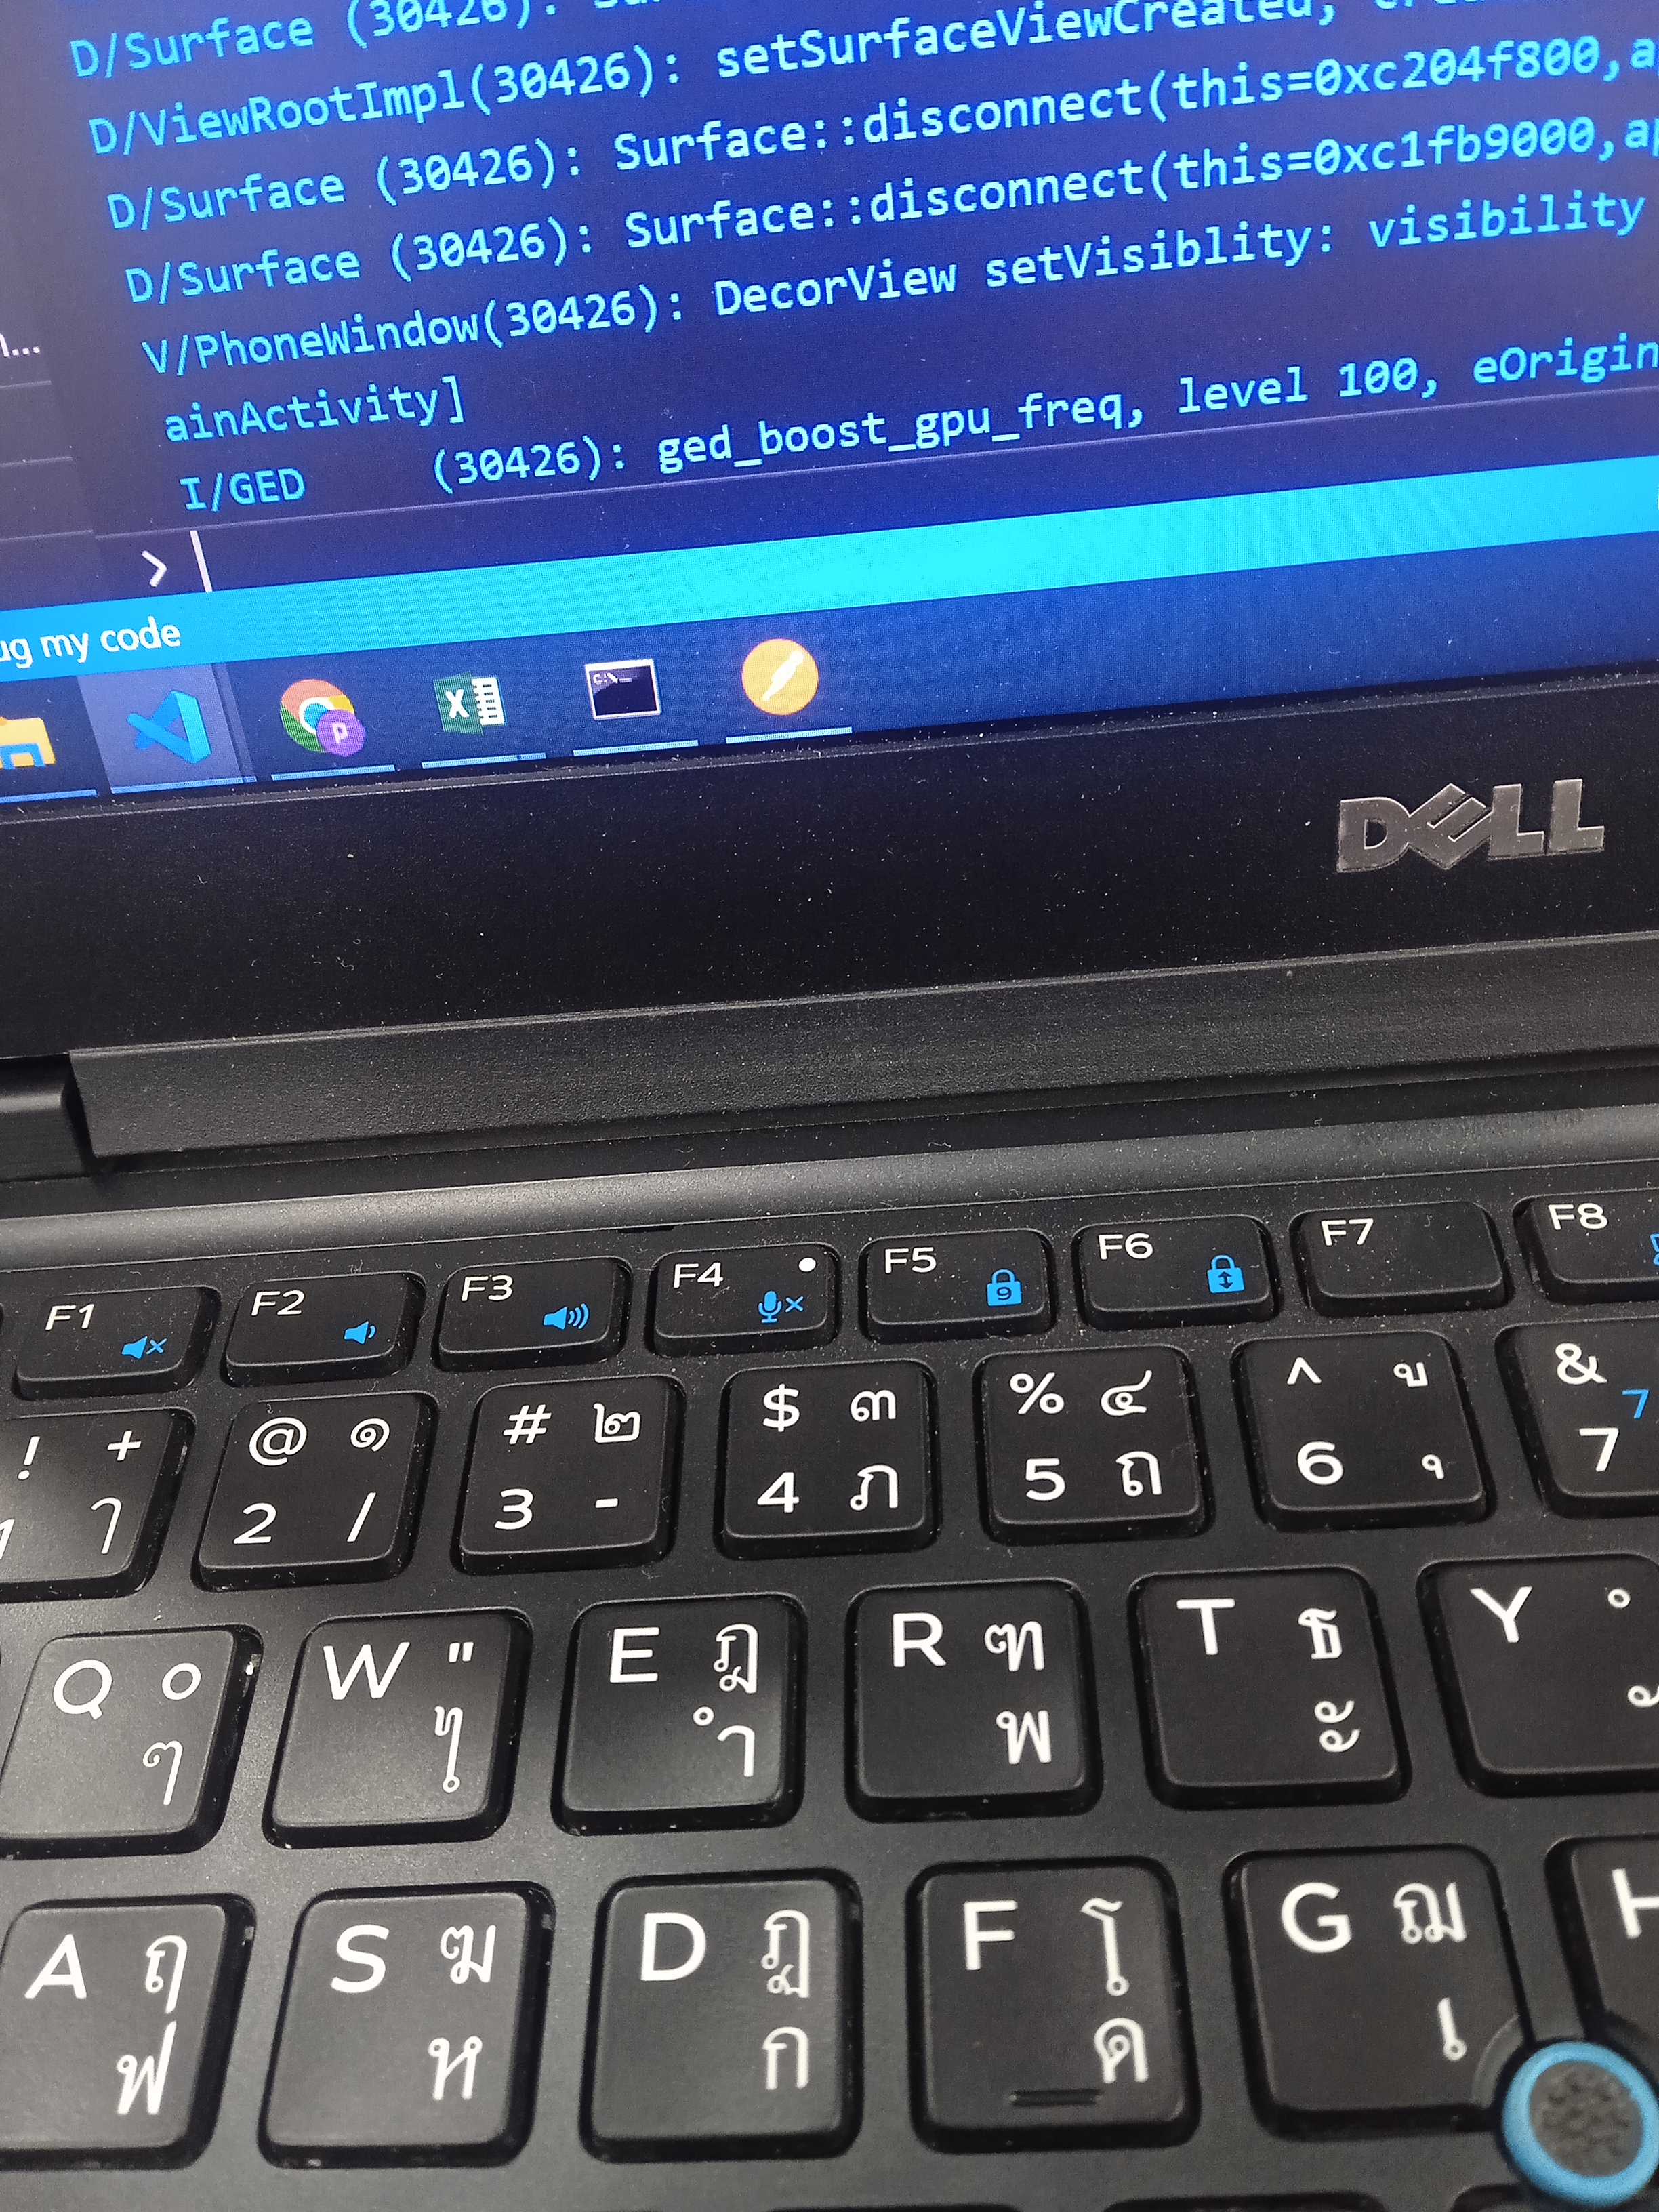 D/Surface (30426):
D/ViewRootImpl(30426): setSurfaceViewCreated,
D/Surface (30426): Surface::disconnect(this=0xc204f800,
D/Surface (30426): Surface::disconnect(this=0xc1fb9000,
V/PhoneWindow(30426): DecorView setVisiblity: visibility
ainActivity]
I/GED (30426): ged_boost_gpu_freq, level 100, eOrigin
>
my code
p
DELL
F1 F2 F3 F4 F5 F6 F7 F8
! + @ ๑ # ๒ $ ๓ % ๔ ^ ู &
ๅ 2 / 3 - 4 ภ 5 ถ 6 ุ 7 7
Q ๐ W " E ฎ R ฑ T ธ Y ํ
ๆ ไ ำ พ ะ ั
A ฤ S ฆ D ฏ F โ G ฌ H
ฟ ห ก ด เ